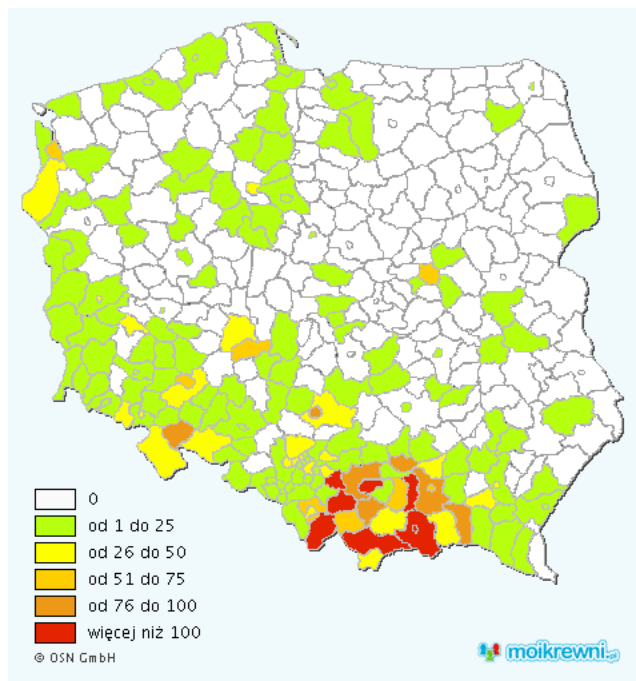 0
od 1 do 25
od 26 do 50
od 51 do 75
od 76 do 100
więcej niż 100
© OSN GmbH
moikrewni.pl